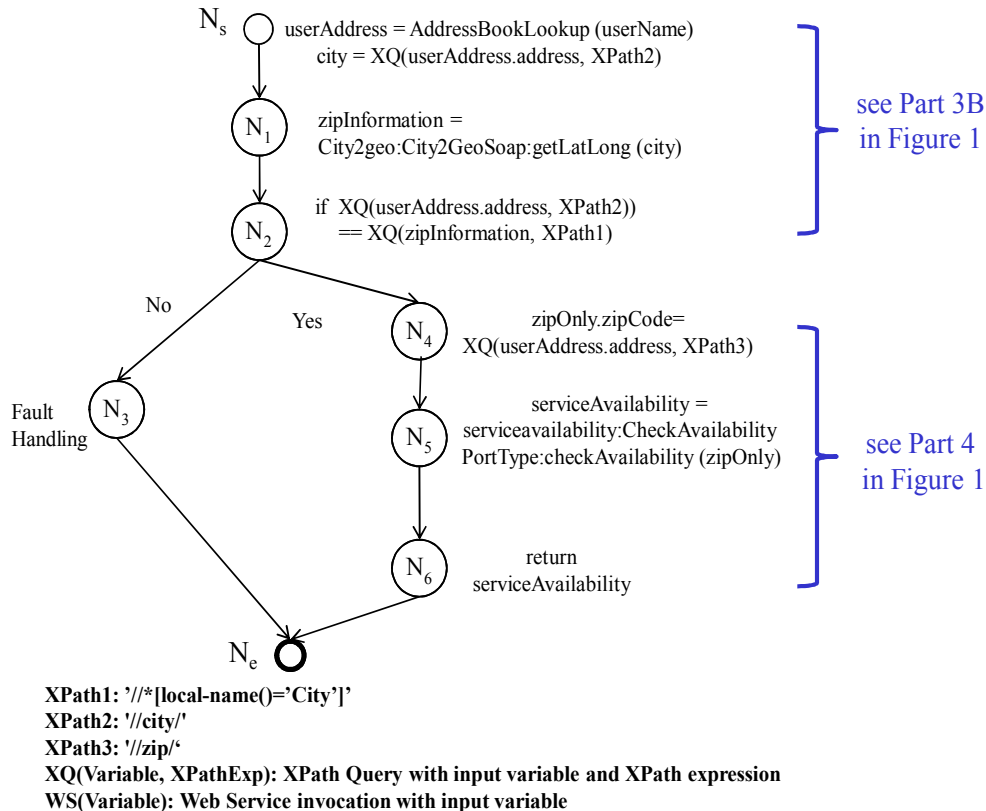 N_s
userAddress = AddressBookLookup (userName)
city = XQ(userAddress.address, XPath2)
see Part 3B
in Figure 1
N_1
zipInformation =
City2geo:City2GeoSoap:getLatLong (city)
N_2
if XQ(userAddress.address, XPath2))
== XQ(zipInformation, XPath1)
No
Yes
N_4
zipOnly.zipCode=
XQ(userAddress.address, XPath3)
N_3
Fault
Handling
N_5
serviceAvailability =
serviceavailability:CheckAvailability
PortType:checkAvailability (zipOnly)
see Part 4
in Figure 1
N_6
return
serviceAvailability
N_e
XPath1: ’//*[local-name()=’City’]’
XPath2: '//city/'
XPath3: '//zip/‘
XQ(Variable, XPathExp): XPath Query with input variable and XPath expression
WS(Variable): Web Service invocation with input variable